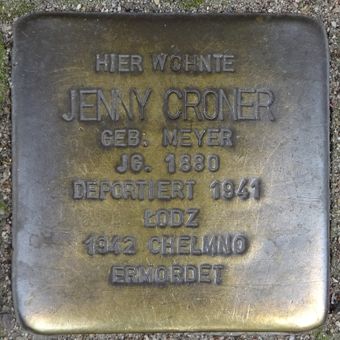 HIER WOHNTE
JENNY CRONER
GEB. MEYER
JG. 1880
DEPORTIERT 1941
ŁODZ
1942 CHELMNO
ERMORDET